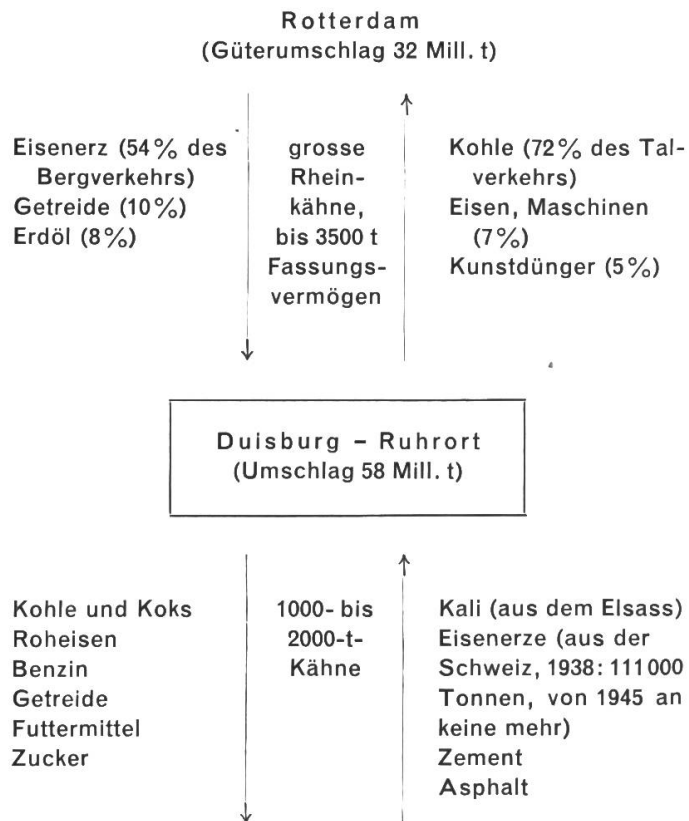 Rotterdam
(Güterumschlag 32 Mill. t)
Eisenerz (54% des
Bergverkehrs)
Getreide (10%)
Erdöl (8%)
grosse
Rhein-
kähne,
bis 3500 t
Fassungs-
vermögen
Kohle (72% des Tal-
verkehrs)
Eisen, Maschinen
(7%)
Kunstdünger (5%)
Duisburg – Ruhrort
(Umschlag 58 Mill. t)
Kohle und Koks
Roheisen
Benzin
Getreide
Futtermittel
Zucker
1000- bis
2000-t-
Kähne
Kali (aus dem Elsass)
Eisenerze (aus der
Schweiz, 1938: 111000
Tonnen, von 1945 an
keine mehr)
Zement
Asphalt